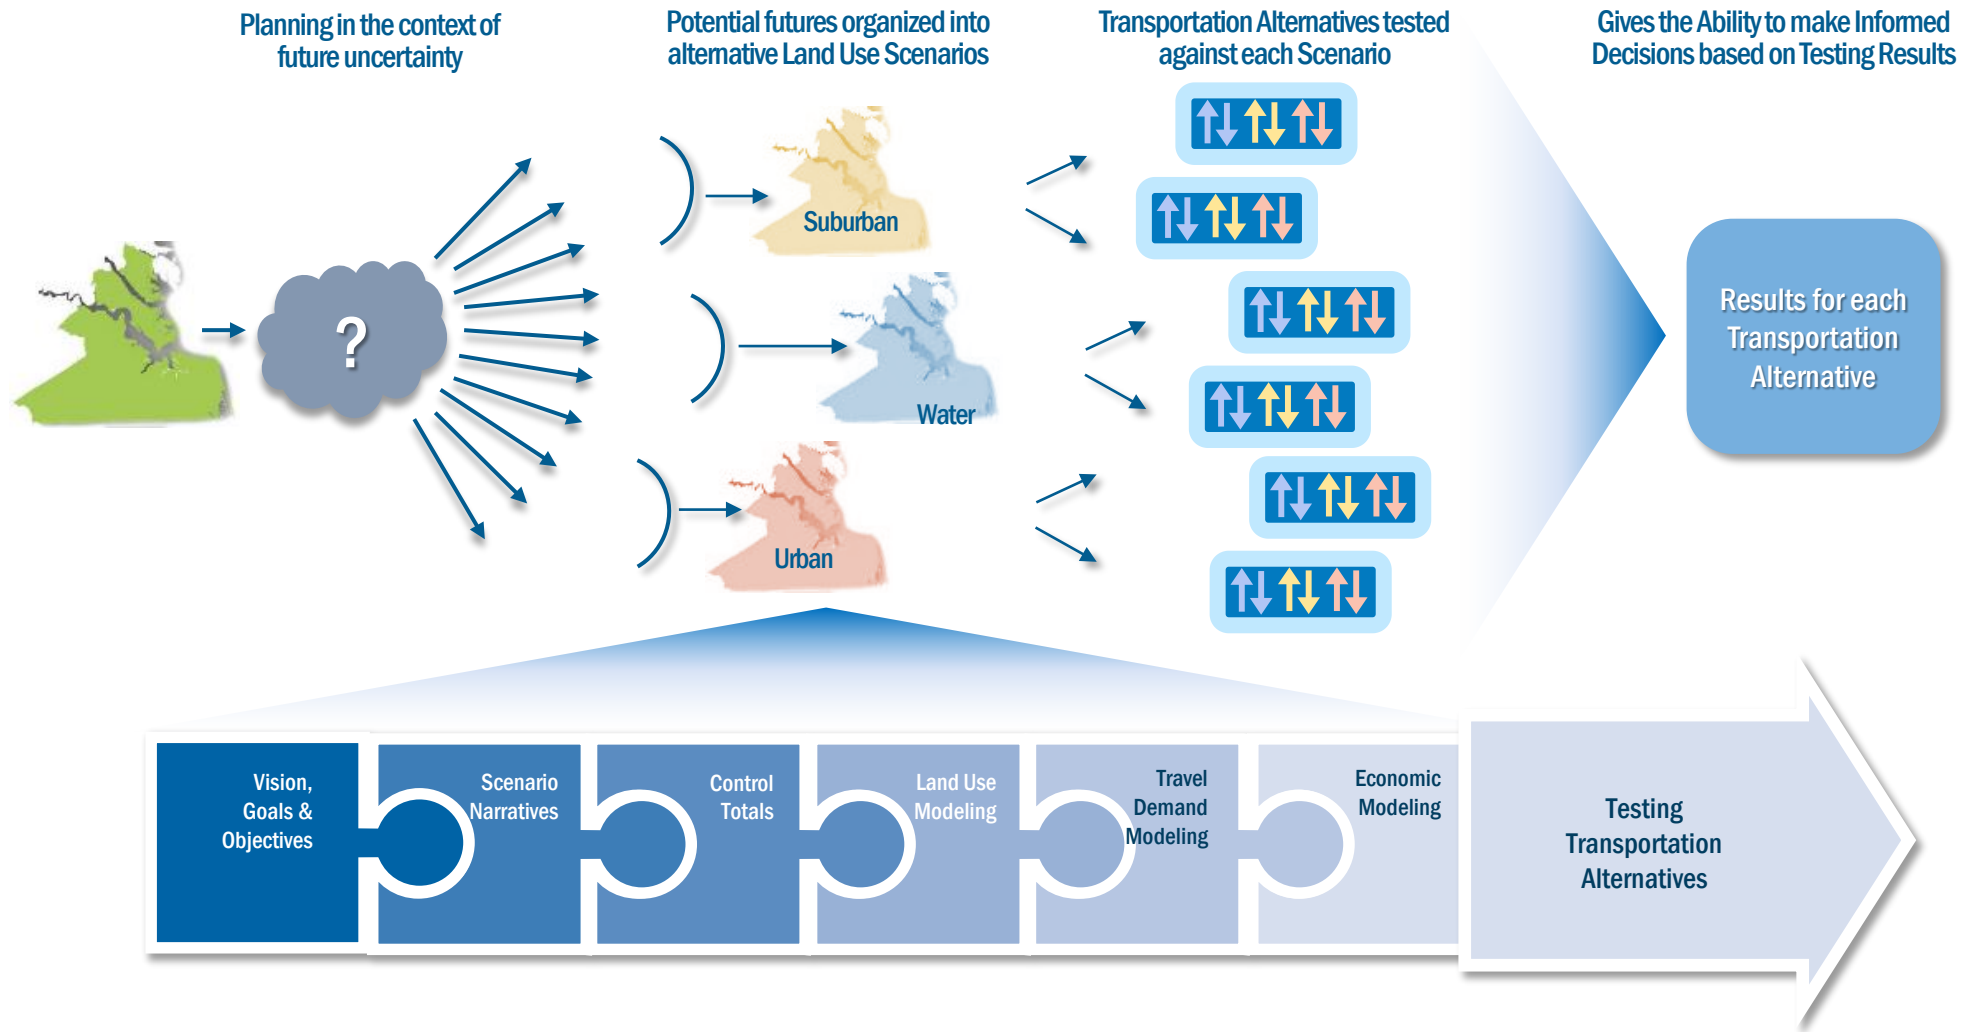 Planning in the context of
future uncertainty
Potential futures organized into
alternative Land Use Scenarios
Transportation Alternatives tested
against each Scenario
Gives the Ability to make Informed
Decisions based on Testing Results
?
Suburban
Water
Urban
Results for each
Transportation
Alternative
Vision,
Goals &
Objectives
Scenario
Narratives
Control
Totals
Land Use
Modeling
Travel
Demand
Modeling
Economic
Modeling
Testing
Transportation
Alternatives